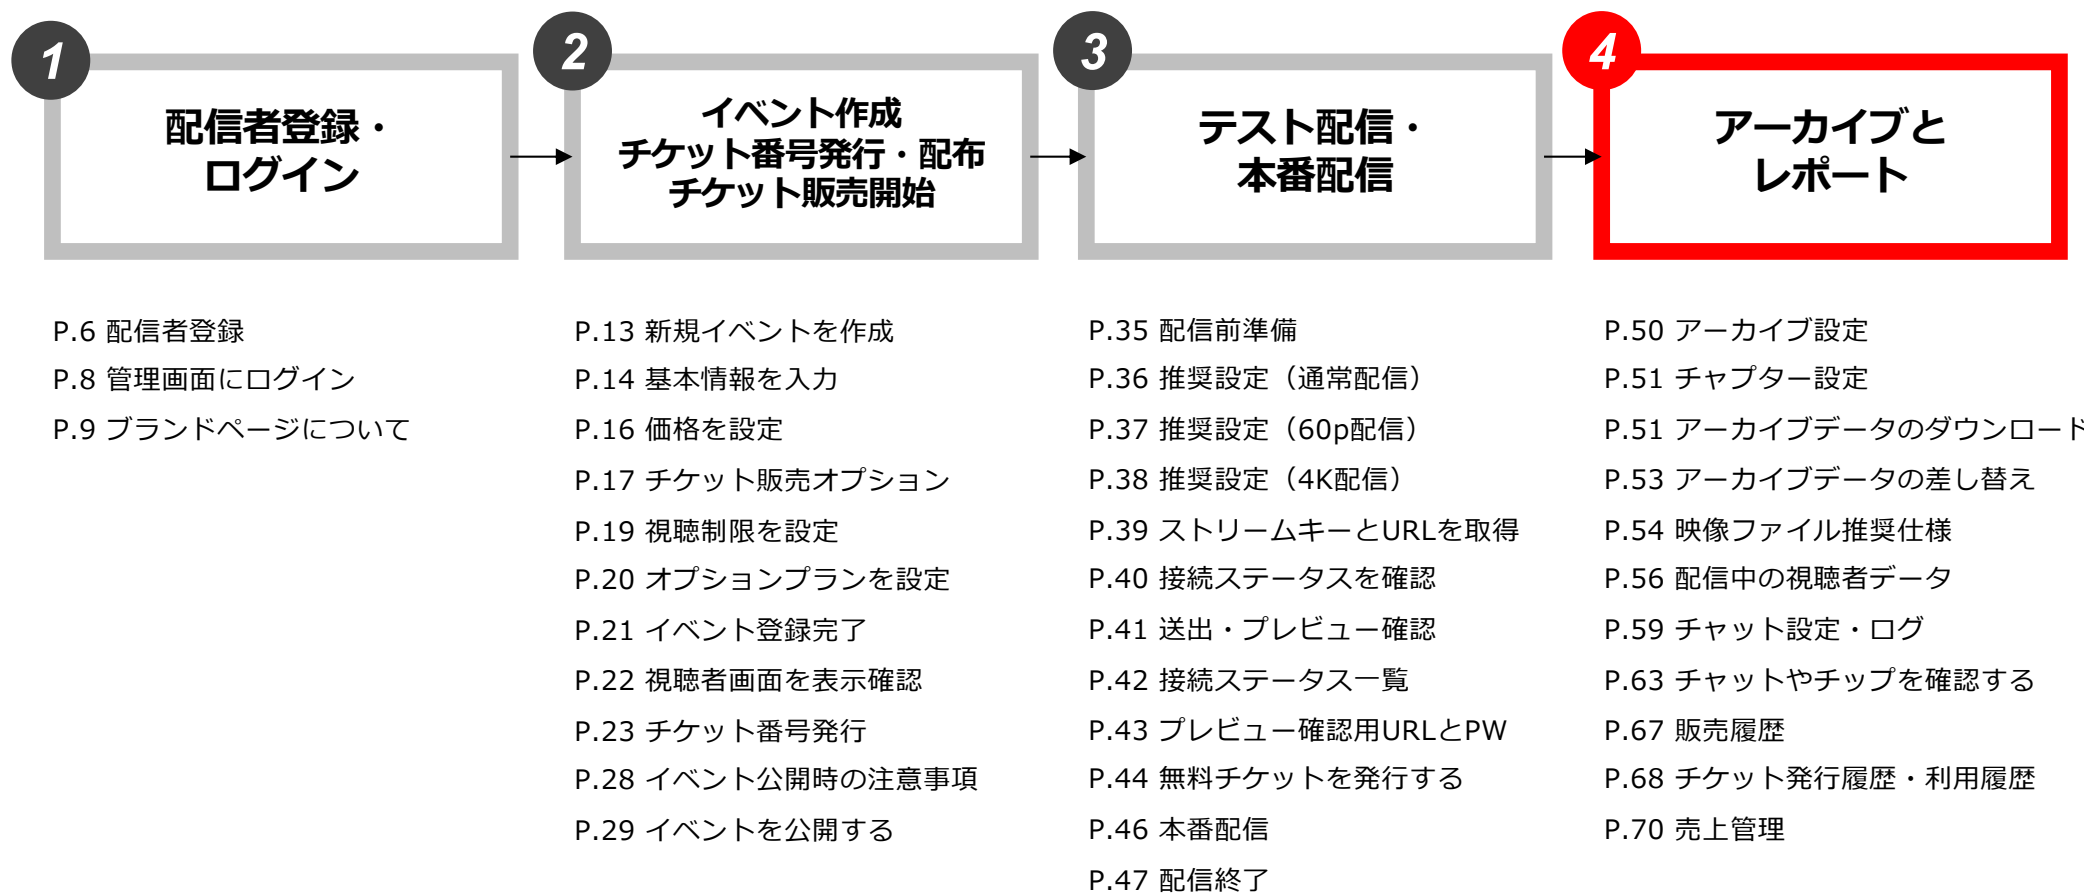 1
配信者登録・
ログイン
2
イベント作成
チケット番号発行・配布
チケット販売開始
3
テスト配信・
本番配信
4
アーカイブと
レポート
P.6 配信者登録
P.8 管理画面にログイン
P.9 ブランドページについて
P.13 新規イベントを作成
P.14 基本情報を入力
P.16 価格を設定
P.17 チケット販売オプション
P.19 視聴制限を設定
P.20 オプションプランを設定
P.21 イベント登録完了
P.22 視聴者画面を表示確認
P.23 チケット番号発行
P.28 イベント公開時の注意事項
P.29 イベントを公開する
P.35 配信前準備
P.36 推奨設定（通常配信）
P.37 推奨設定（60p配信）
P.38 推奨設定（4K配信）
P.39 ストリームキーとURLを取得
P.40 接続ステータスを確認
P.41 送出・プレビュー確認
P.42 接続ステータス一覧
P.43 プレビュー確認用URLとPW
P.44 無料チケットを発行する
P.46 本番配信
P.47 配信終了
P.50 アーカイブ設定
P.51 チャプター設定
P.51 アーカイブデータのダウンロード
P.53 アーカイブデータの差し替え
P.54 映像ファイル推奨仕様
P.56 配信中の視聴者データ
P.59 チャット設定・ログ
P.63 チャットやチップを確認する
P.67 販売履歴
P.68 チケット発行履歴・利用履歴
P.70 売上管理